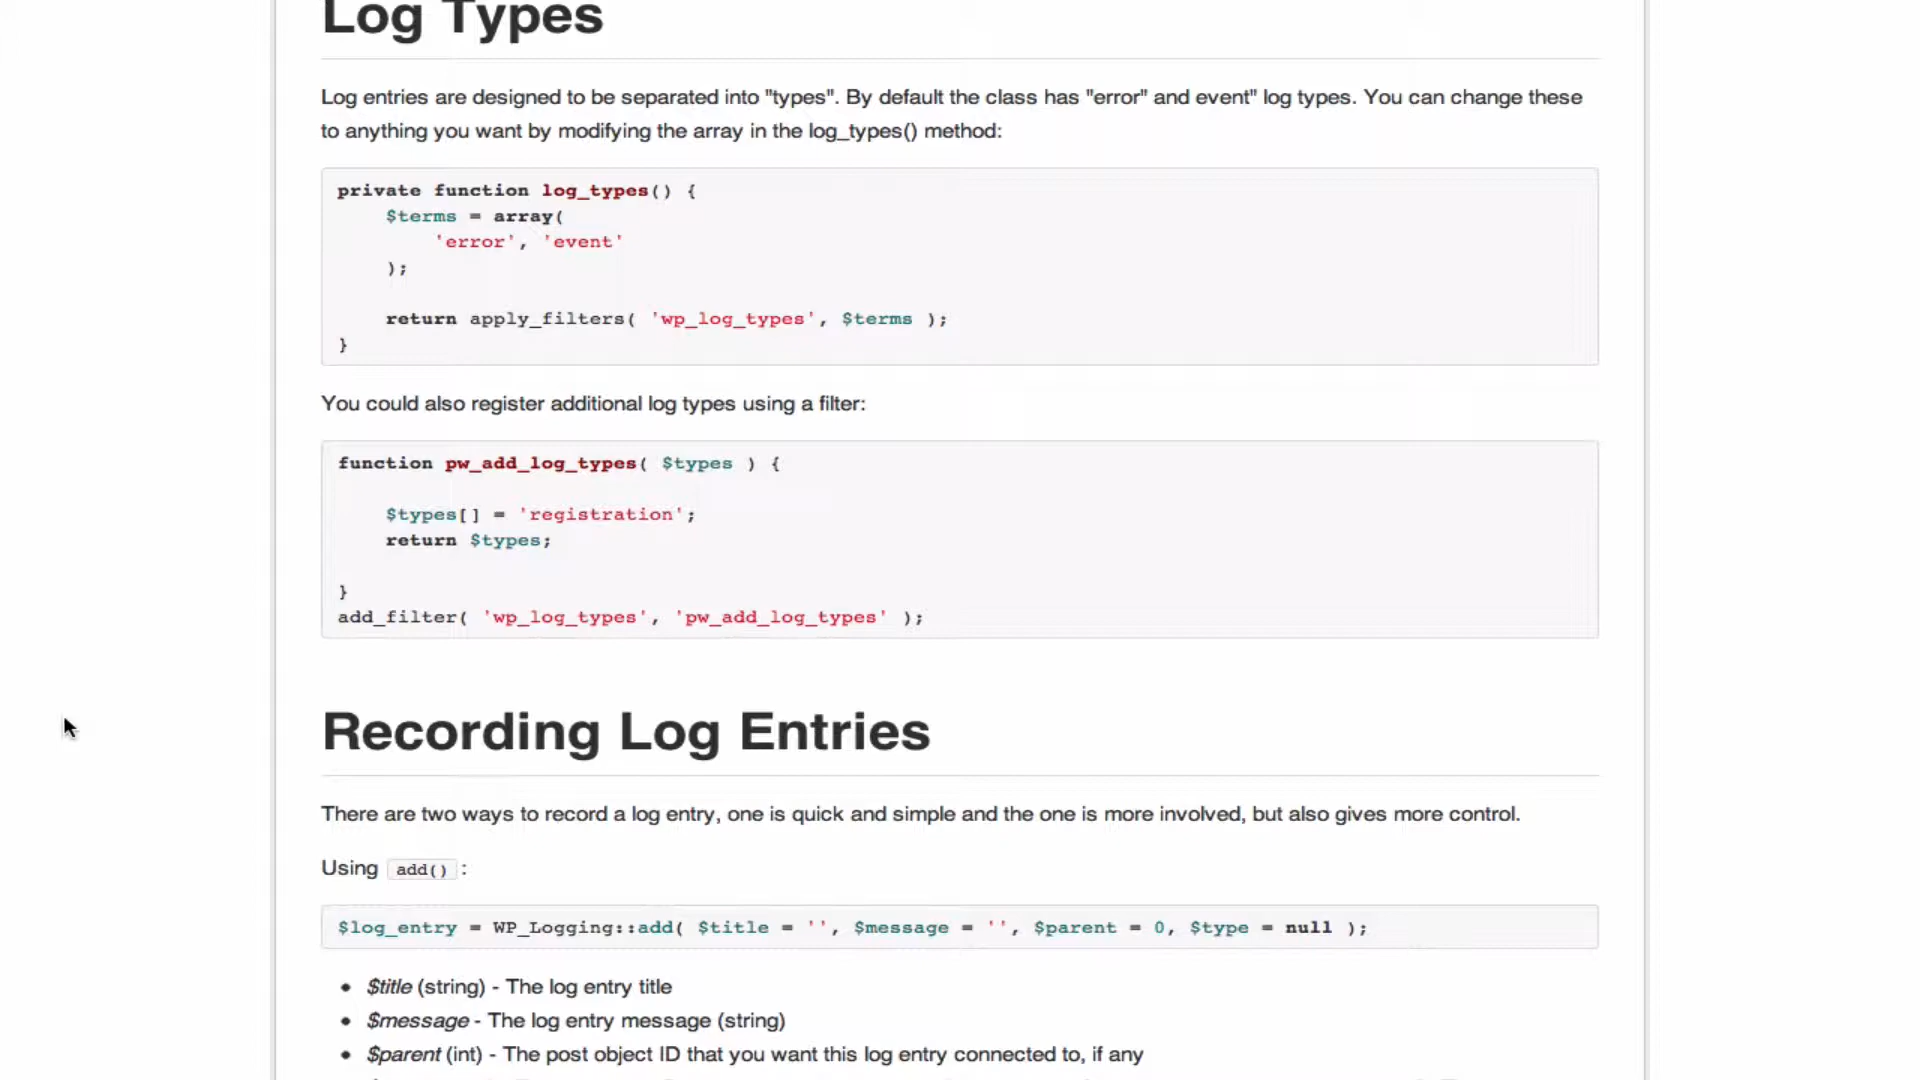 Log Types
Log entries are designed to be separated into "types". By default the class has "error" and event" log types. You can change these
to anything you want by modifying the array in the log_types() method:
private function log_types() {
    $terms = array(
        'error', 'event'
    );
    return apply_filters( 'wp_log_types', $terms );
}
You could also register additional log types using a filter:
function pw_add_log_types( $types ) {
    $types[] = 'registration';
    return $types;
}
add_filter( 'wp_log_types', 'pw_add_log_types' );
Recording Log Entries
There are two ways to record a log entry, one is quick and simple and the one is more involved, but also gives more control.
Using add() :
$log_entry = WP_Logging::add( $title = '', $message = '', $parent = 0, $type = null );
• $title (string) - The log entry title
• $message - The log entry message (string)
• $parent (int) - The post object ID that you want this log entry connected to, if any